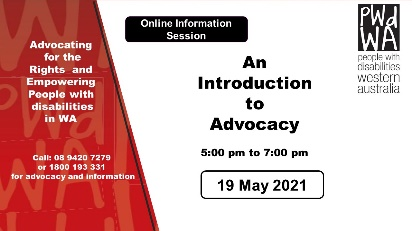 Advocating
for the
Rights and
Empowering
People with
disabilities
in WA
Call: 08 9420 7279
or 1800 193 331
for advocacy and information
Online Information
Session
An
Introduction
to
Advocacy
5:00 pm to 7:00 pm
19 May 2021
PWd
WA
people with
disabilities
western
australia